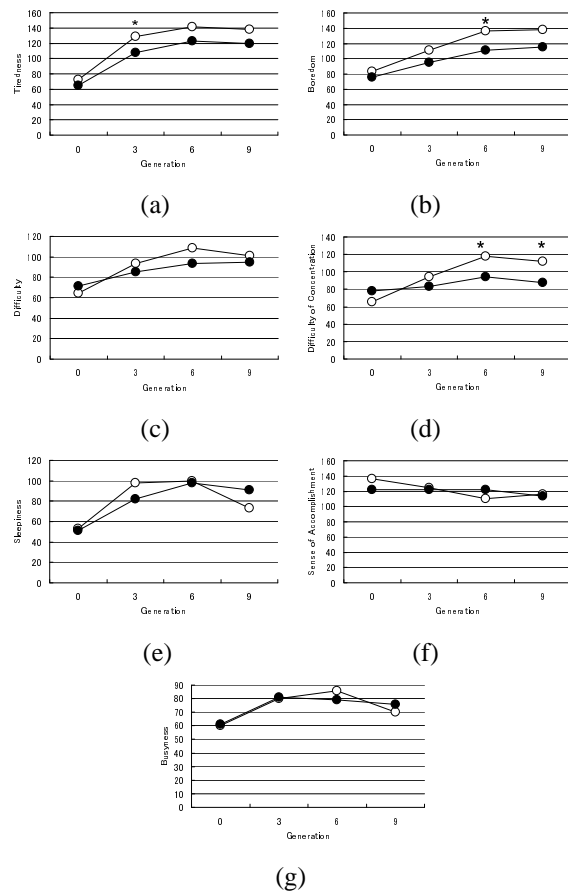 160
140
120
100
80
60
40
20
0
Tiredness
*
0 3 6 9
Generation
(a)
160
140
120
100
80
60
40
20
0
Boredom
*
0 3 6 9
Generation
(b)
120
100
80
60
40
20
0
Difficulty
0 3 6 9
Generation
(c)
140
120
100
80
60
40
20
0
Difficulty of Concentration
* *
0 3 6 9
Generation
(d)
120
100
80
60
40
20
0
Sleepiness
0 3 6 9
Generation
(e)
160
140
120
100
80
60
40
20
0
Sense of Accomplishment
0 3 6 9
Generation
(f)
90
80
70
60
50
40
30
20
10
0
Busyness
0 3 6 9
Generation
(g)